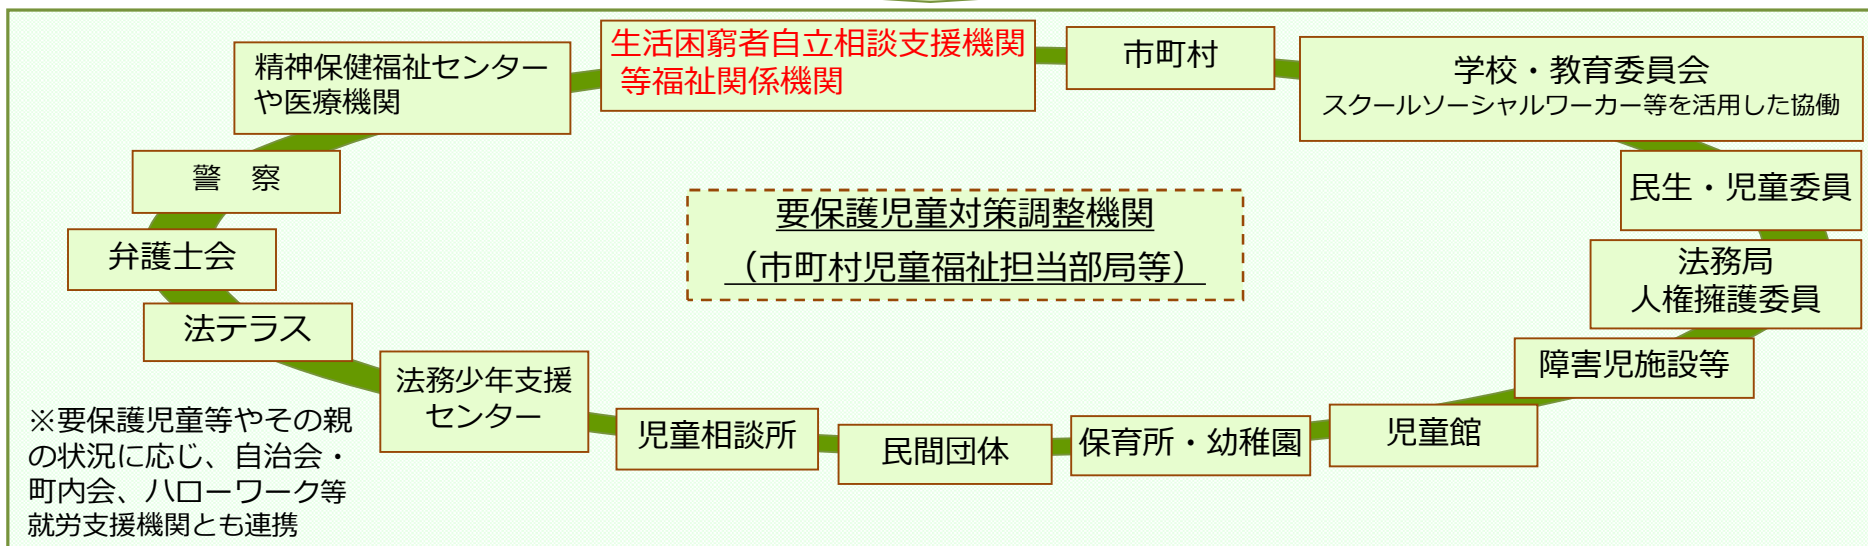 生活困窮者自立相談支援機関
等福祉関係機関
市町村
学校・教育委員会
スクールソーシャルワーカー等を活用した協働
精神保健福祉センター
や医療機関
警　察
民生・児童委員
要保護児童対策調整機関
（市町村児童福祉担当部局等）
弁護士会
法務局
人権擁護委員
法テラス
障害児施設等
法務少年支援
センター
児童相談所
民間団体
保育所・幼稚園
児童館
※要保護児童等やその親
の状況に応じ、自治会・
町内会、ハローワーク等
就労支援機関とも連携